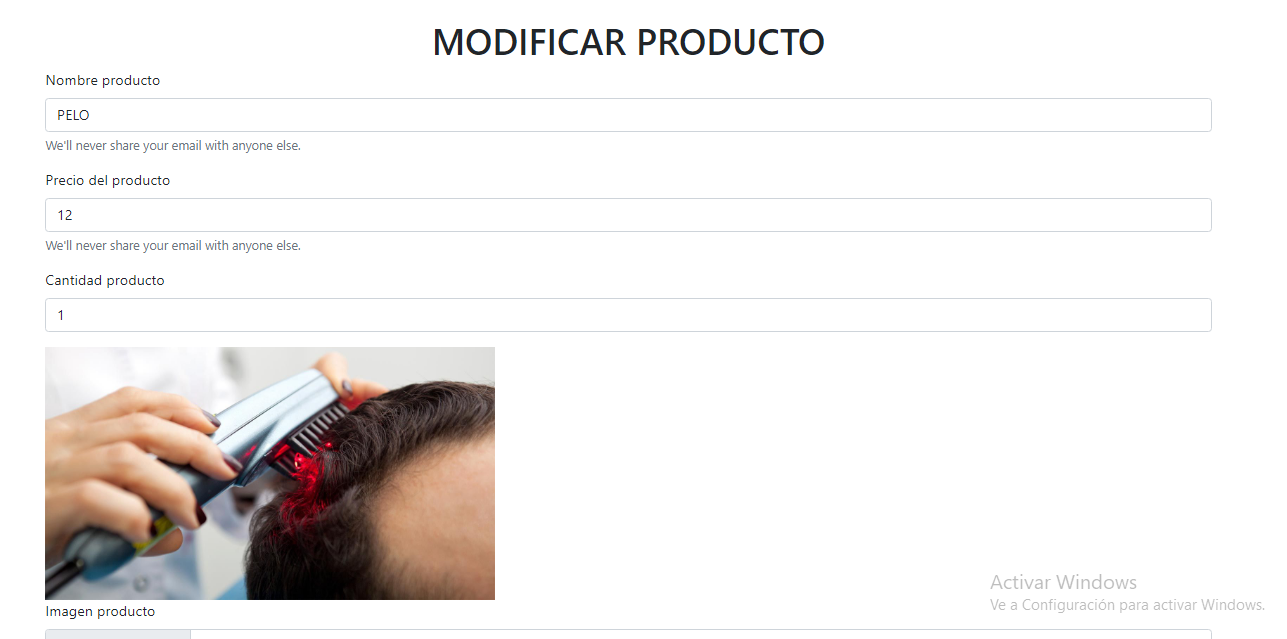 MODIFICAR PRODUCTO
Nombre producto
PELO
We'll never share your email with anyone else.
Precio del producto
12
We'll never share your email with anyone else.
Cantidad producto
1
Imagen producto
Activar Windows
Ve a Configuración para activar Windows.